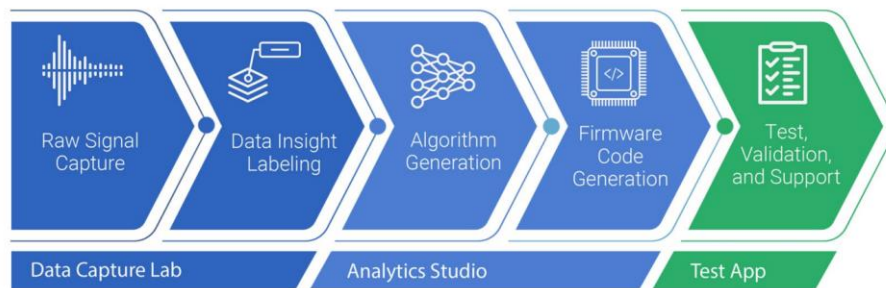 Raw Signal
Capture
Data Insight
Labeling
Algorithm
Generation
</>
Firmware
Code
Generation
Test,
Validation,
and Support
Data Capture Lab
Analytics Studio
Test App